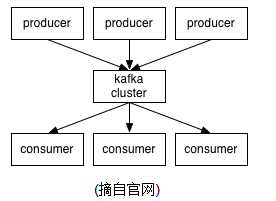 producer producer producer
kafka
cluster
consumer consumer consumer
(摘自官网)